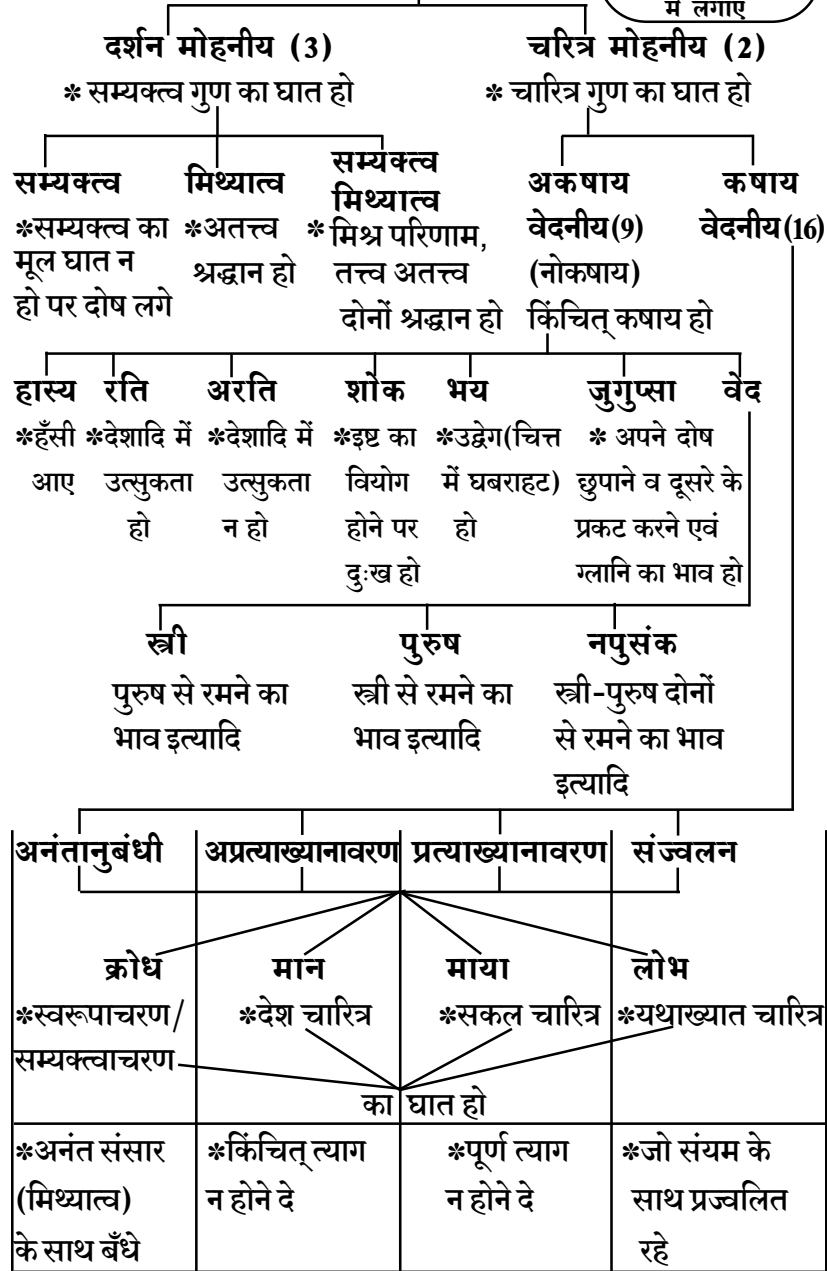 में लगाए
दर्शन मोहनीय (3)
चरित्र मोहनीय (2)
* सम्यक्त्व गुण का घात हो
* चारित्र गुण का घात हो
सम्यक्त्व
*सम्यक्त्व का
मूल घात न
हो पर दोष लगे
मिथ्यात्व
*अतत्त्व
श्रद्धान हो
सम्यक्त्व
मिथ्यात्व
*मिश्र परिणाम,
तत्त्व अतत्त्व
दोनों श्रद्धान हो
अकषाय
वेदनीय(9)
(नोकषाय)
किंचित् कषाय हो
कषाय
वेदनीय(16)
हास्य
*हँसी
आए
रति
*देशादि में
उत्सुकता
हो
अरति
*देशादि में
उत्सुकता
न हो
शोक
*इष्ट का
वियोग
होने पर
दुःख हो
भय
*उद्वेग(चित्त
में घबराहट)
हो
जुगुप्सा
* अपने दोष
छुपाने व दूसरे के
प्रकट करने एवं
ग्लानि का भाव हो
वेद
स्त्री
पुरुष से रमने का
भाव इत्यादि
पुरुष
स्त्री से रमने का
भाव इत्यादि
नपुसंक
स्त्री-पुरुष दोनों
से रमने का भाव
इत्यादि
अनंतानुबंधी
अप्रत्याख्यानावरण
प्रत्याख्यानावरण
संज्वलन
क्रोध
मान
माया
लोभ
*स्वरूपाचरण/
सम्यक्त्वाचरण
*देश चारित्र
*सकल चारित्र
*यथाख्यात चारित्र
का घात हो
*अनंत संसार
(मिथ्यात्व)
के साथ बँधे
*किंचित् त्याग
न होने दे
*पूर्ण त्याग
न होने दे
*जो संयम के
साथ प्रज्वलित
रहे